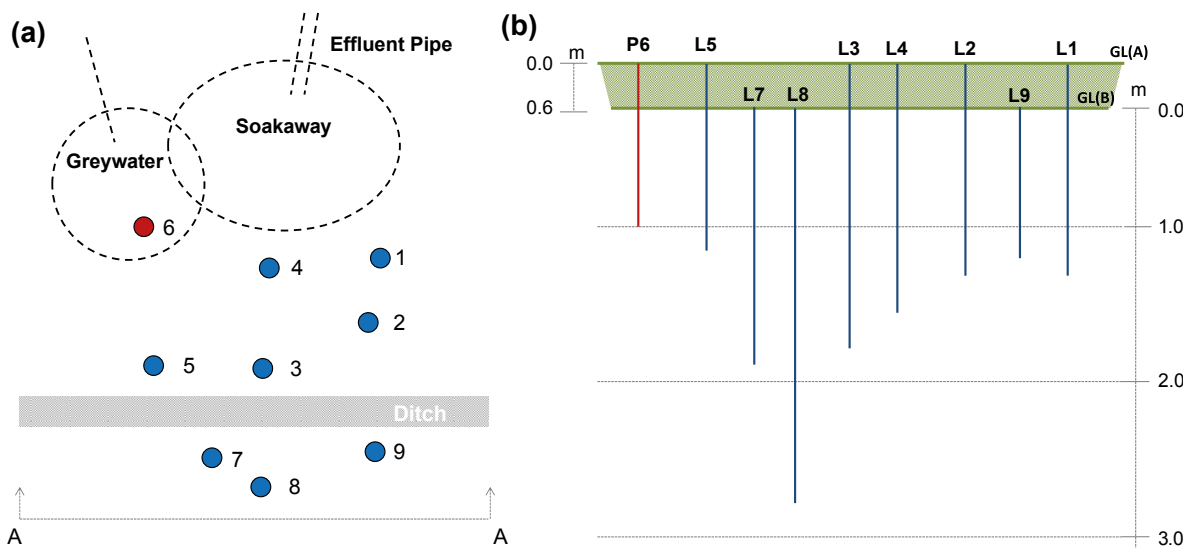 (a)
Effluent Pipe
Soakaway
Greywater
6
4
1
2
5
3
Ditch
7
9
8
A
A
(b)
m
P6
L5
L3
L4
L2
L1
GL(A)
0.0
m
L7
L8
L9
GL(B)
0.6
0.0
1.0
2.0
3.0